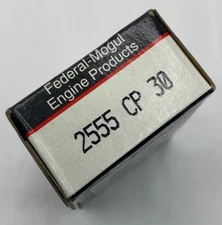 Federal-Mogul
Engine Products
2555 CP 30